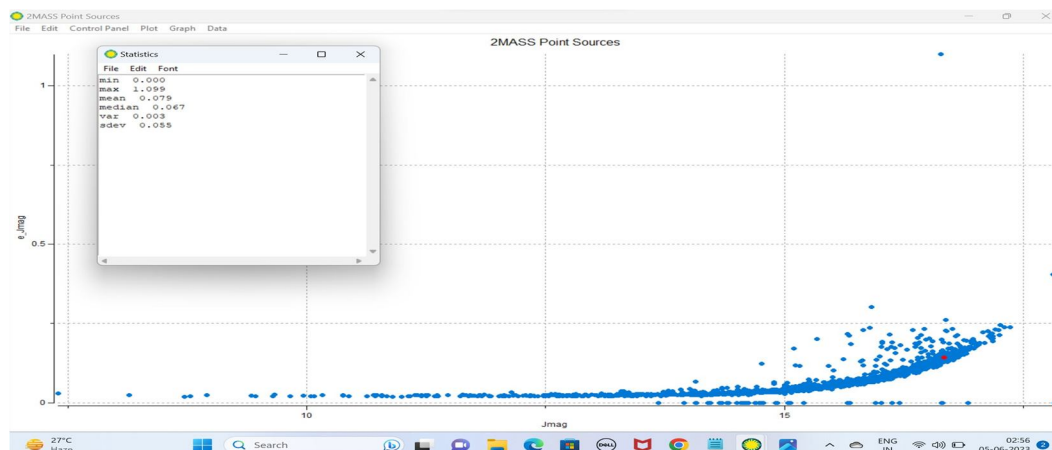 2MASS Point Sources
File Edit Control Panel Plot Graph Data
2MASS Point Sources
Statistics
File Edit Font
min 0.000
max 1.099
mean 0.079
median 0.067
var 0.003
sdev 0.055
1
0.5
0
e_Jmag
10
15
Jmag
27°C
Haze
Search
b
DELL
ENG
IN
02:56
05-06-2023
2